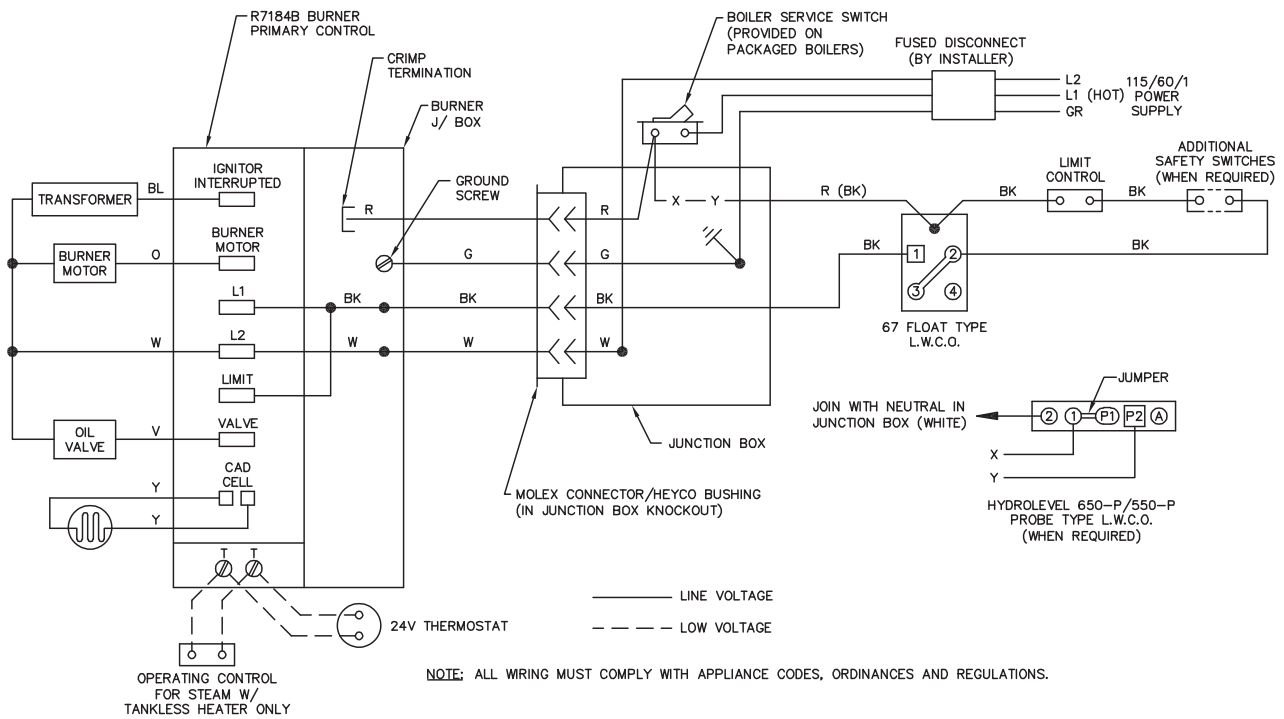 R7184B BURNER
PRIMARY CONTROL
CRIMP
TERMINATION
BURNER
J/ BOX
BOILER SERVICE SWITCH
(PROVIDED ON
PACKAGED BOILERS)
FUSED DISCONNECT
(BY INSTALLER)
L2
L1 (HOT)
GR
115/60/1
POWER
SUPPLY
TRANSFORMER
BL
IGNITOR
INTERRUPTED
GROUND
SCREW
R
R
X
Y
R (BK)
BK
LIMIT
CONTROL
BK
ADDITIONAL
SAFETY SWITCHES
(WHEN REQUIRED)
BURNER
MOTOR
O
BURNER
MOTOR
G
G
BK
1
2
3
4
BK
67 FLOAT TYPE
L.W.C.O.
L1
BK
BK
BK
W
L2
W
W
W
LIMIT
OIL
VALVE
V
VALVE
JUNCTION BOX
JUMPER
JOIN WITH NEUTRAL IN
JUNCTION BOX (WHITE)
2
1
P1
P2
A
X
Y
HYDROLEVEL 650-P/550-P
PROBE TYPE L.W.C.O.
(WHEN REQUIRED)
CAD
CELL
Y
Y
MOLEX CONNECTOR/HEYCO BUSHING
(IN JUNCTION BOX KNOCKOUT)
T
T
24V THERMOSTAT
LINE VOLTAGE
LOW VOLTAGE
OPERATING CONTROL
FOR STEAM W/
TANKLESS HEATER ONLY
NOTE: ALL WIRING MUST COMPLY WITH APPLIANCE CODES, ORDINANCES AND REGULATIONS.